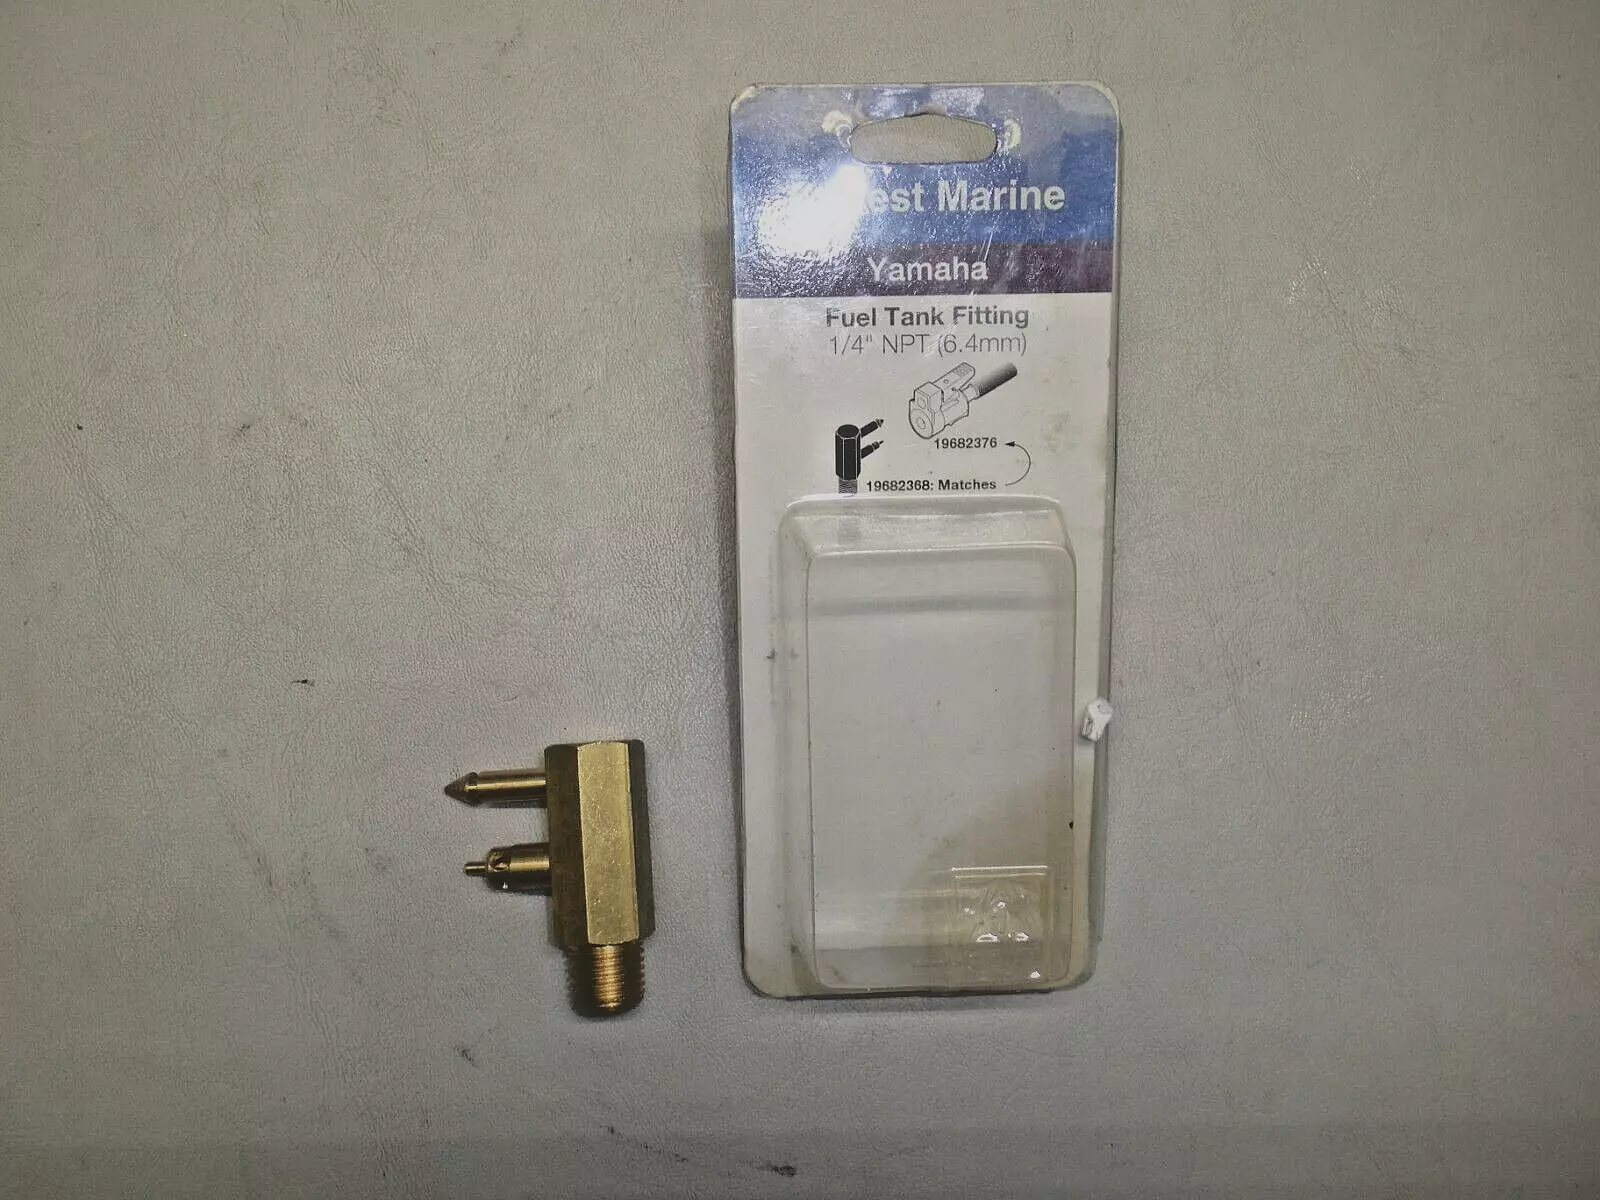 est Marine
Yamaha
Fuel Tank Fitting
1/4" NPT (6.4mm)
19682376
19682368: Matches